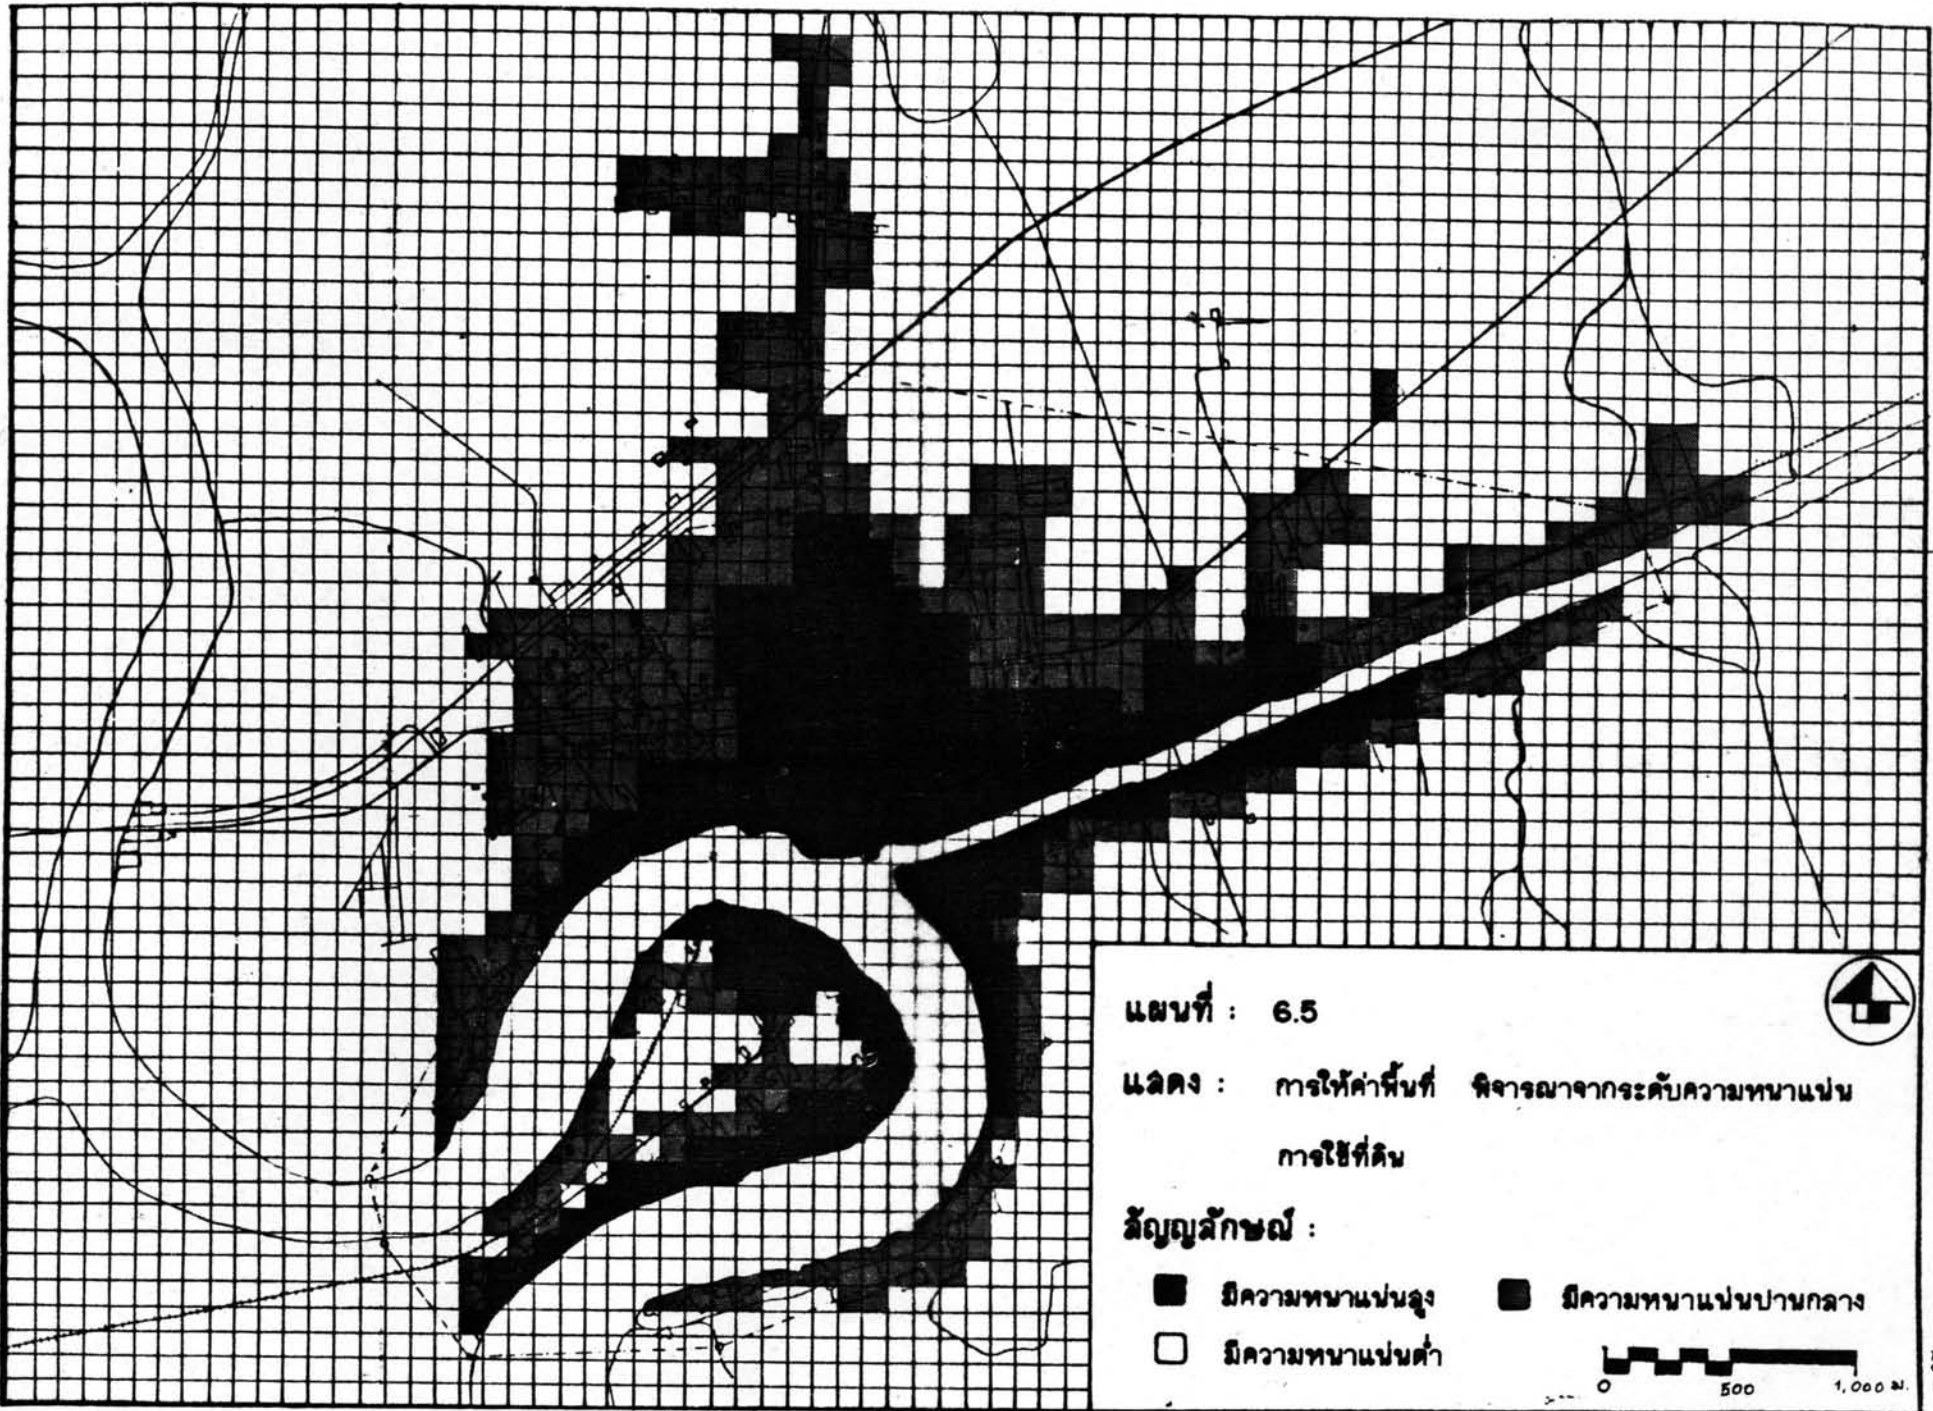 แผนที่ : 6.5
แสดง : การให้ค่าพื้นที่ พิจารณาจากระดับความหนาแน่น
การใช้ที่ดิน
สัญญลักษณ์ :
มีความหนาแน่นสูง มีความหนาแน่นปานกลาง
มีความหนาแน่นต่ำ
0 500 1,000 ม.